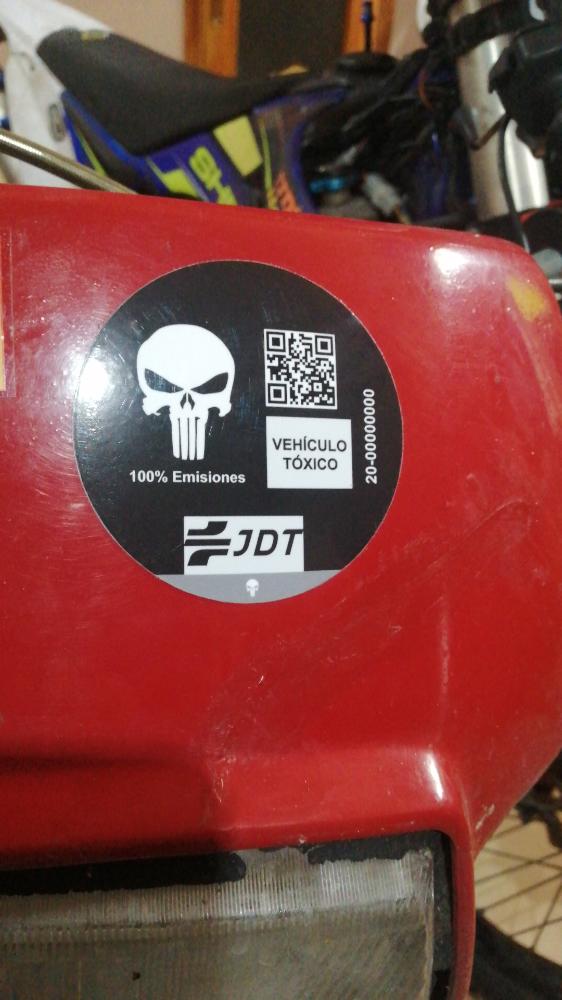 100% Emisiones
VEHÍCULO
TÓXICO
20-00000000
JDT